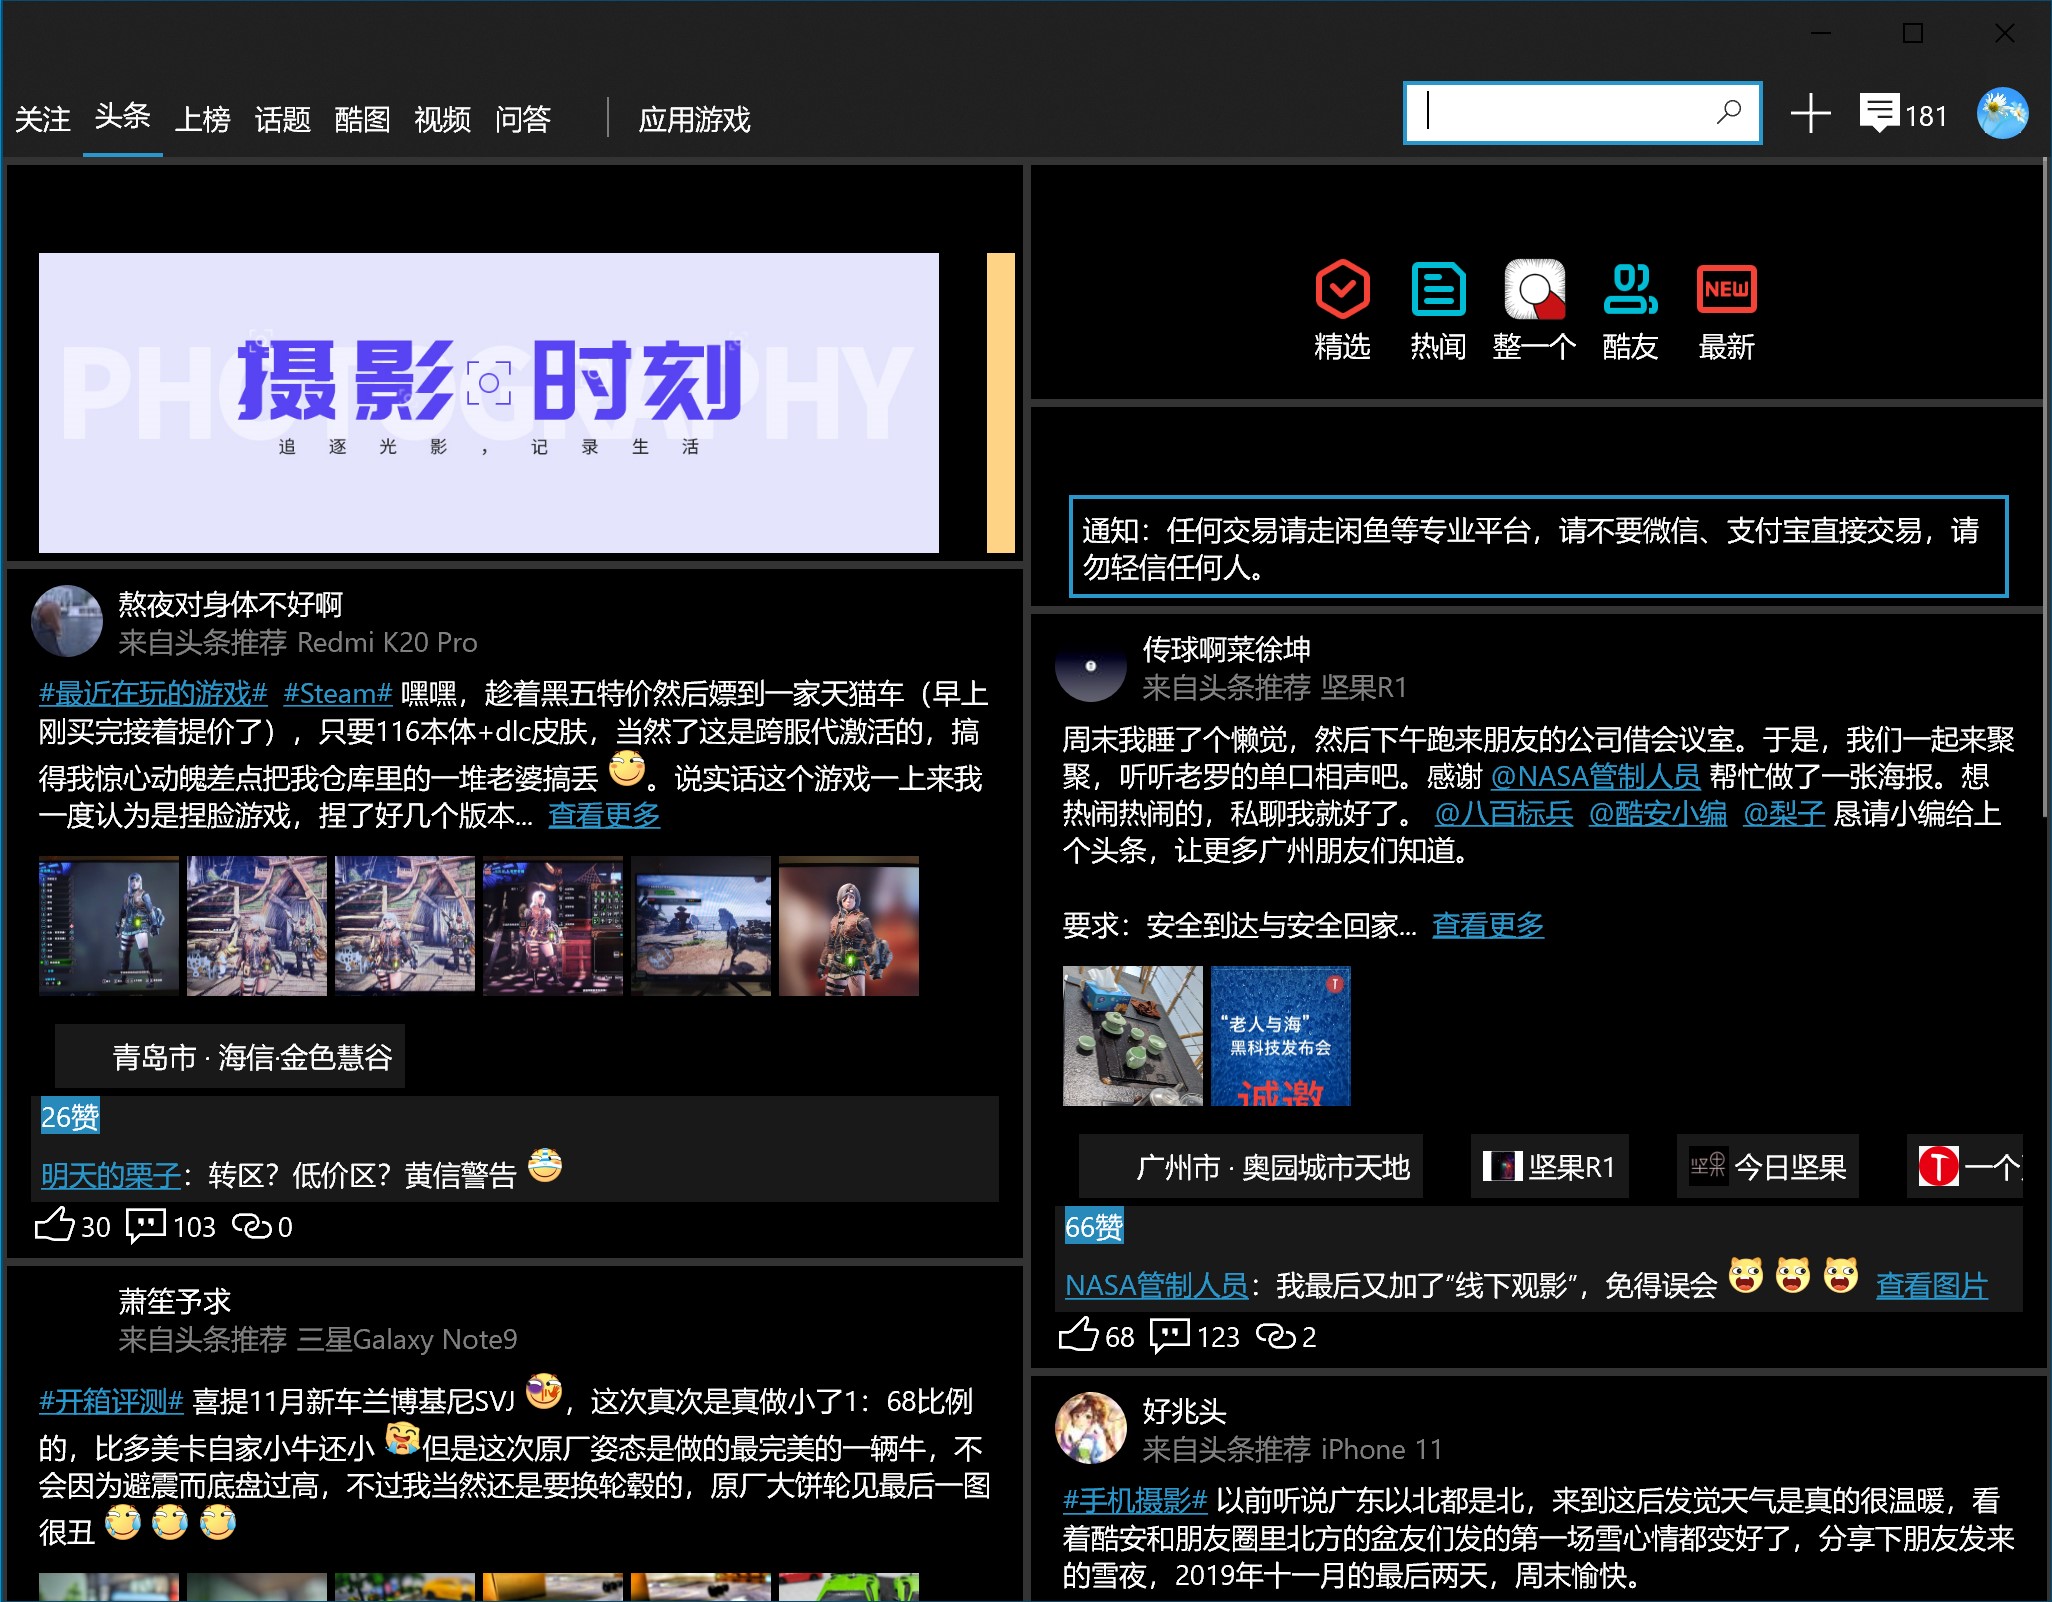 关注 头条 上榜 话题 酷图 视频 问答 应用游戏
181
PHOTOGRAPHY
摄影时刻
追逐光影，记录生活
精选 热闻 整一个 酷友 最新
NEW
通知：任何交易请走闲鱼等专业平台，请不要微信、支付宝直接交易，请
勿轻信任何人。
熬夜对身体不好啊
来自头条推荐 Redmi K20 Pro
#最近在玩的游戏# #Steam# 嘿嘿，趁着黑五特价然后嫖到一家天猫车（早上
刚买完接着提价了），只要116本体+dlc皮肤，当然了这是跨服代激活的，搞
得我惊心动魄差点把我仓库里的一堆老婆搞丢。说实话这个游戏一上来我
一度认为是捏脸游戏，捏了好几个版本... 查看更多
青岛市 · 海信·金色慧谷
26赞
明天的栗子：转区？低价区？黄信警告
30 103 0
萧笙予求
来自头条推荐 三星Galaxy Note9
#开箱评测# 喜提11月新车兰博基尼SVJ，这次真次是真做小了1：68比例
的，比多美卡自家小牛还小但是这次原厂姿态是做的最完美的一辆牛，不
会因为避震而底盘过高，不过我当然还是要换轮毂的，原厂大饼轮见最后一图
很丑
传球啊菜徐坤
来自头条推荐 坚果R1
周末我睡了个懒觉，然后下午跑来朋友的公司借会议室。于是，我们一起来聚
聚，听听老罗的单口相声吧。感谢 @NASA管制人员 帮忙做了一张海报。想
热闹热闹的，私聊我就好了。 @八百标兵 @酷安小编 @梨子 恳请小编给上
个头条，让更多广州朋友们知道。
要求：安全到达与安全回家... 查看更多
T
“老人与海”
黑科技发布会
诚邀
广州市 · 奥园城市天地 坚果R1 坚果 今日坚果 T 一个
66赞
NASA管制人员：我最后又加了“线下观影”，免得误会 查看图片
68 123 2
好兆头
来自头条推荐 iPhone 11
#手机摄影# 以前听说广东以北都是北，来到这后发觉天气是真的很温暖，看
着酷安和朋友圈里北方的盆友们发的第一场雪心情都变好了，分享下朋友发来
的雪夜，2019年十一月的最后两天，周末愉快。